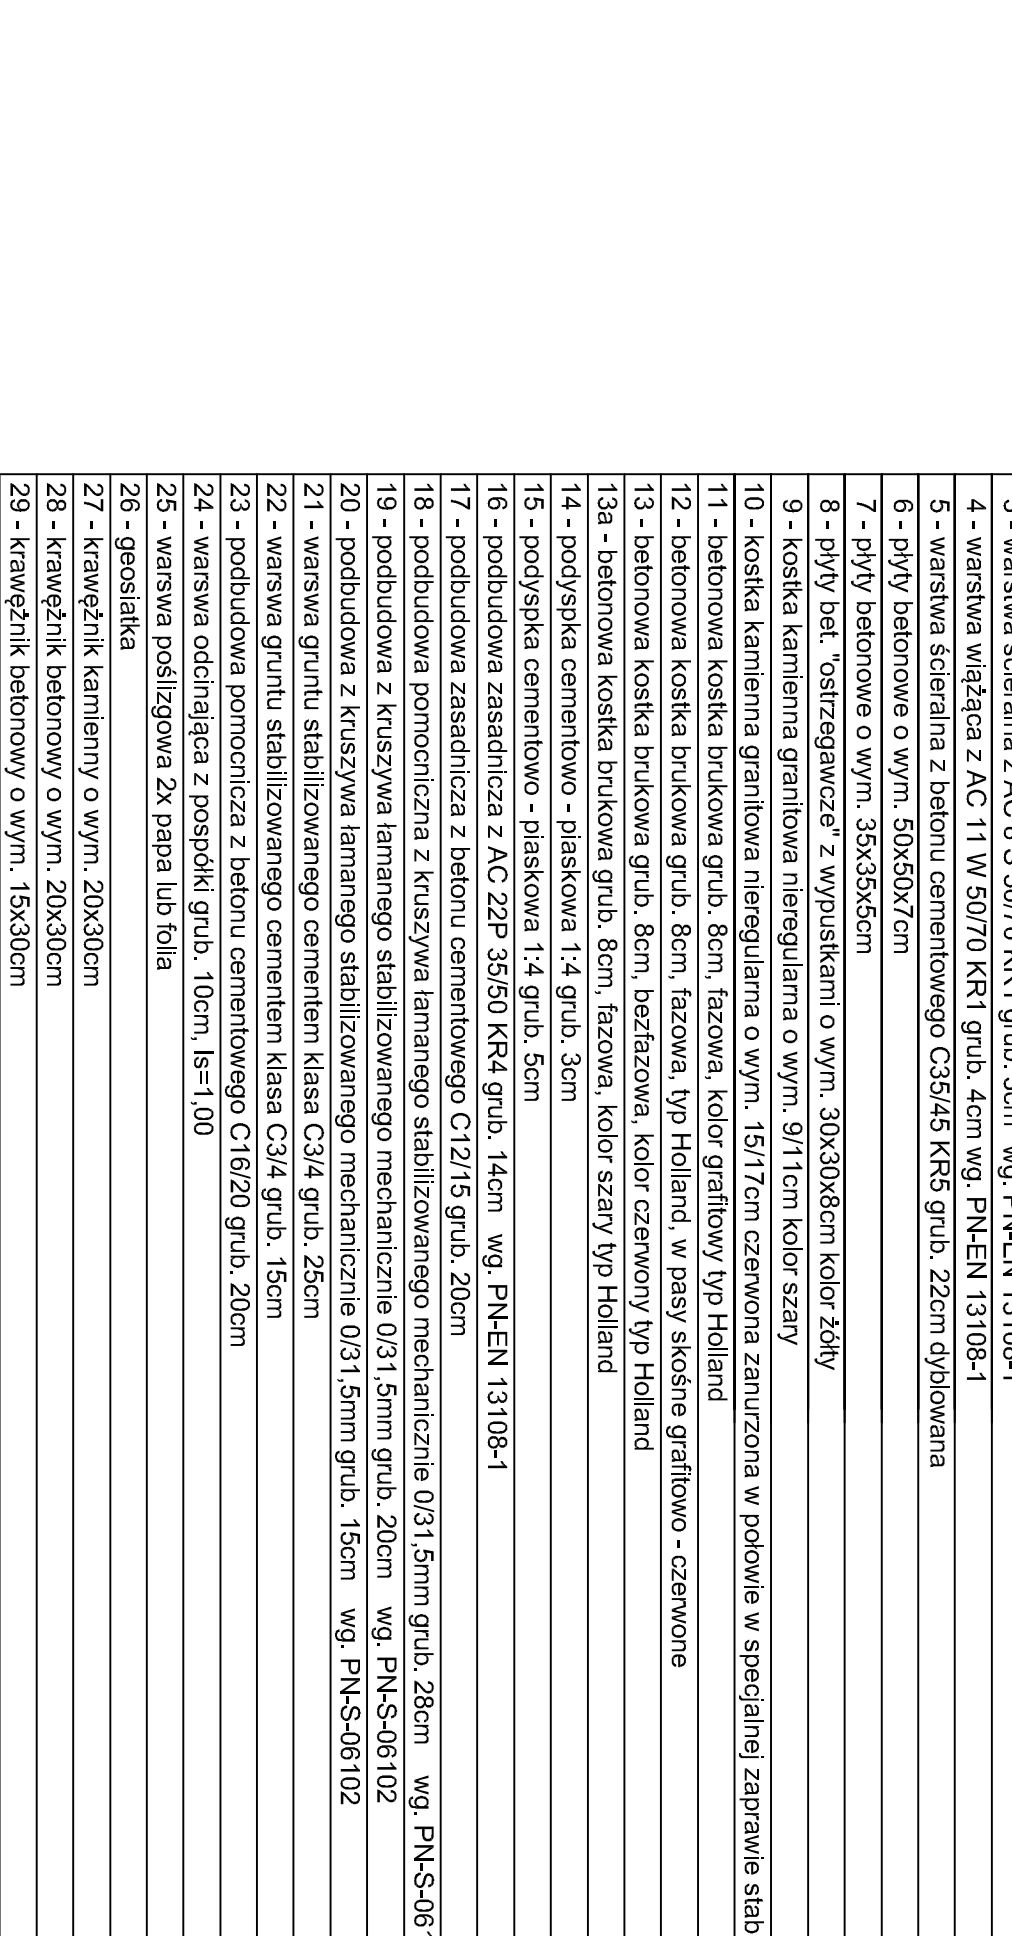 4 - warstwa wiążąca z AC 11 W 50/70 KR1 grub. 4cm wg. PN-EN 13108-1
5 - warstwa ścieralna z betonu cementowego C35/45 KR5 grub. 22cm dyblowana
6 - płyty betonowe o wym. 50x50x7cm
7 - płyty betonowe o wym. 35x35x5cm
8 - płyty bet. "ostrzegawcze" z wypustkami o wym. 30x30x8cm kolor żółty
9 - kostka kamienna granitowa nieregularna o wym. 9/11cm kolor szary
10 - kostka kamienna granitowa nieregularna o wym. 15/17cm czerwona zanurzona w połowie w specjalnej zaprawie stab
11 - betonowa kostka brukowa grub. 8cm, fazowa, kolor grafitowy typ Holland
12 - betonowa kostka brukowa grub. 8cm, fazowa, typ Holland, w pasy skośne grafitowo - czerwone
13 - betonowa kostka brukowa grub. 8cm, bezfazowa, kolor czerwony typ Holland
13a - betonowa kostka brukowa grub. 8cm, fazowa, kolor szary typ Holland
14 - podyspka cementowo - piaskowa 1:4 grub. 3cm
15 - podyspka cementowo - piaskowa 1:4 grub. 5cm
16 - podbudowa zasadnicza z AC 22P 35/50 KR4 grub. 14cm wg. PN-EN 13108-1
17 - podbudowa zasadnicza z betonu cementowego C12/15 grub. 20cm
18 - podbudowa pomocniczna z kruszywa łamanego stabilizowanego mechanicznie 0/31,5mm grub. 28cm wg. PN-S-06
19 - podbudowa z kruszywa łamanego stabilizowanego mechanicznie 0/31,5mm grub. 20cm wg. PN-S-06102
20 - podbudowa z kruszywa łamanego stabilizowanego mechanicznie 0/31,5mm grub. 15cm wg. PN-S-06102
21 - warswa gruntu stabilizowanego cementem klasa C3/4 grub. 25cm
22 - warswa gruntu stabilizowanego cementem klasa C3/4 grub. 15cm
23 - podbudowa pomocnicza z betonu cementowego C16/20 grub. 20cm
24 - warswa odcinająca z pospółki grub. 10cm, Is=1,00
25 - warswa poślizgowa 2x papa lub folia
26 - geosiatka
27 - krawężnik kamienny o wym. 20x30cm
28 - krawężnik betonowy o wym. 20x30cm
29 - krawężnik betonowy o wym. 15x30cm